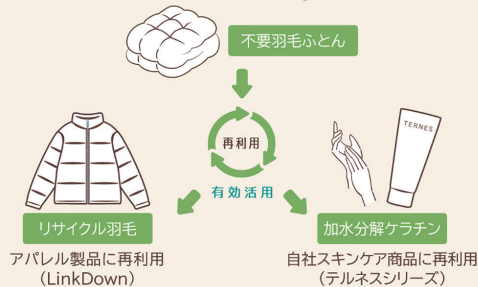 不要羽毛ふとん
再利用
TERNES
有効活用
リサイクル羽毛
加水分解ケラチン
アパレル製品に再利用
(LinkDown)
自社スキンケア商品に再利用
(テルネスシリーズ)